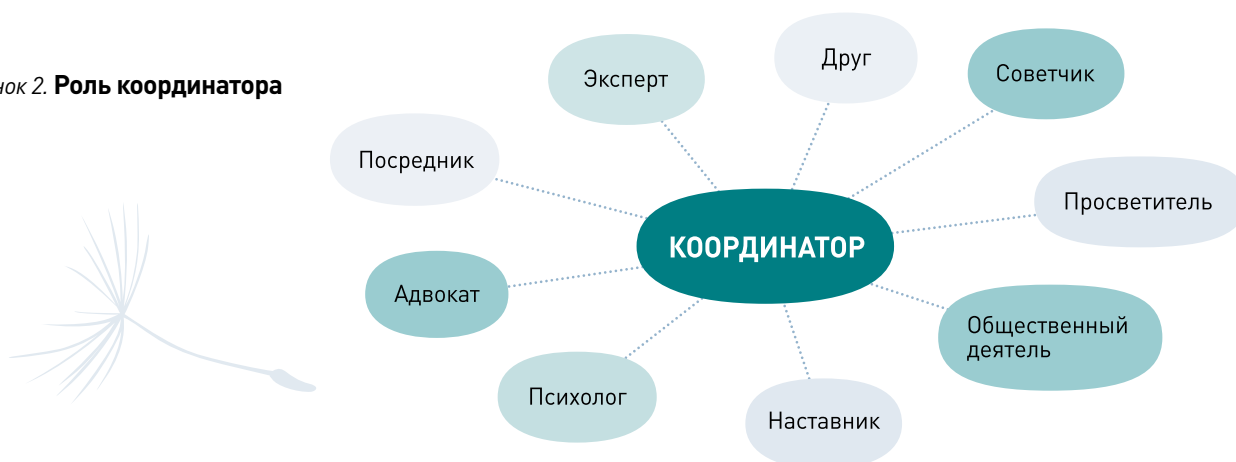 нок 2. Роль координатора
Эксперт
Друг
Советчик
Посредник
Просветитель
КООРДИНАТОР
Адвокат
Общественный
деятель
Психолог
Наставник